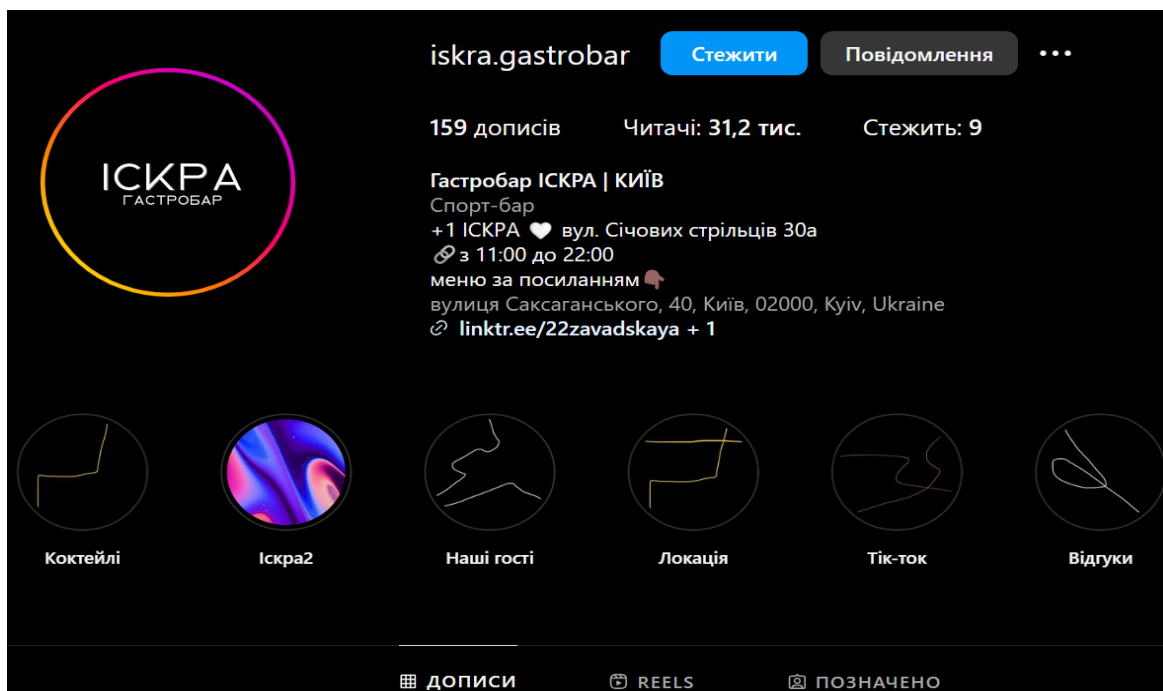 iskra.gastrobar Стежити Повідомлення
159 дописів Читачі: 31,2 тис. Стежить: 9
ІСКРА
ГАСТРОБАР
Гастробар ІСКРА | КИЇВ
Спорт-бар
+1 ІСКРА 🤍 вул. Січових стрільців 30а
🔗 з 11:00 до 22:00
меню за посиланням👇🏾
вулиця Саксаганського, 40, Київ, 02000, Kyiv, Ukraine
linktr.ee/22zavadskaya + 1
Коктейлі Іскра2 Наші гості Локація Тік-ток Відгуки
ДОПИСИ REELS ПОЗНАЧЕНО